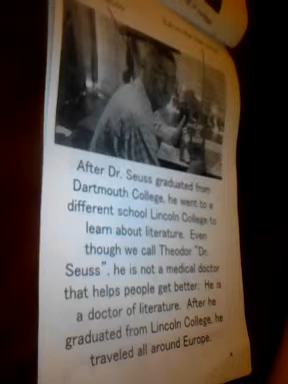 After Dr. Seuss graduated from
Dartmouth College, he went to a
different school Lincoln College to
learn about literature. Even
though we call Theodor "Dr.
Seuss", he is not a medical doctor
that helps people get better. He is
a doctor of literature. After he
graduated from Lincoln College, he
traveled all around Europe.